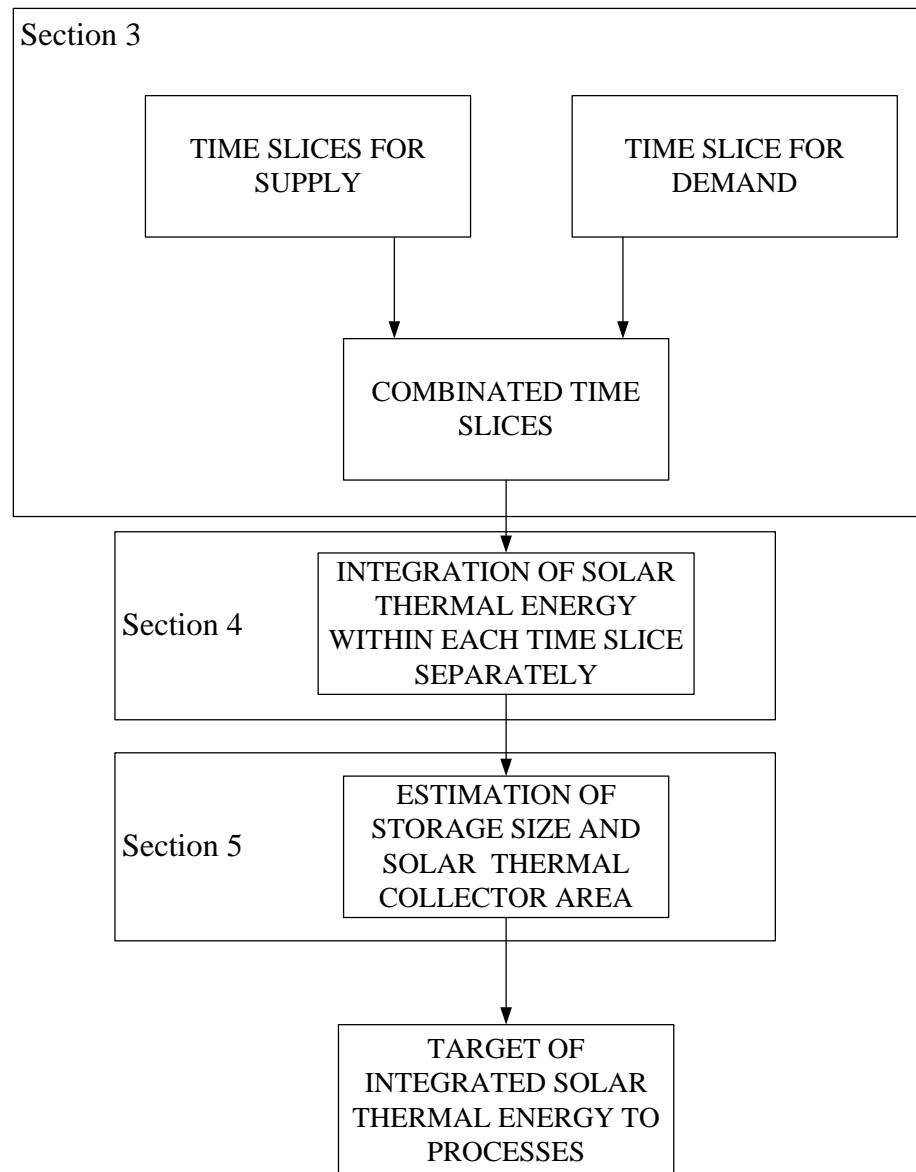 Section 3
TIME SLICES FOR
SUPPLY
TIME SLICE FOR
DEMAND
COMBINATED TIME
SLICES
Section 4
INTEGRATION OF SOLAR
THERMAL ENERGY
WITHIN EACH TIME SLICE
SEPARATELY
Section 5
ESTIMATION OF
STORAGE SIZE AND
SOLAR THERMAL
COLLECTOR AREA
TARGET OF
INTEGRATED SOLAR
THERMAL ENERGY TO
PROCESSES